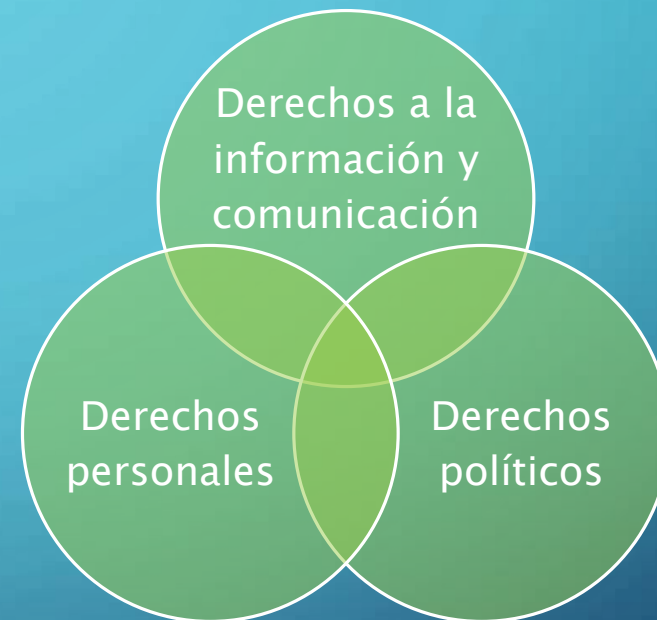 Derechos a la
información y
comunicación
Derechos
personales
Derechos
políticos